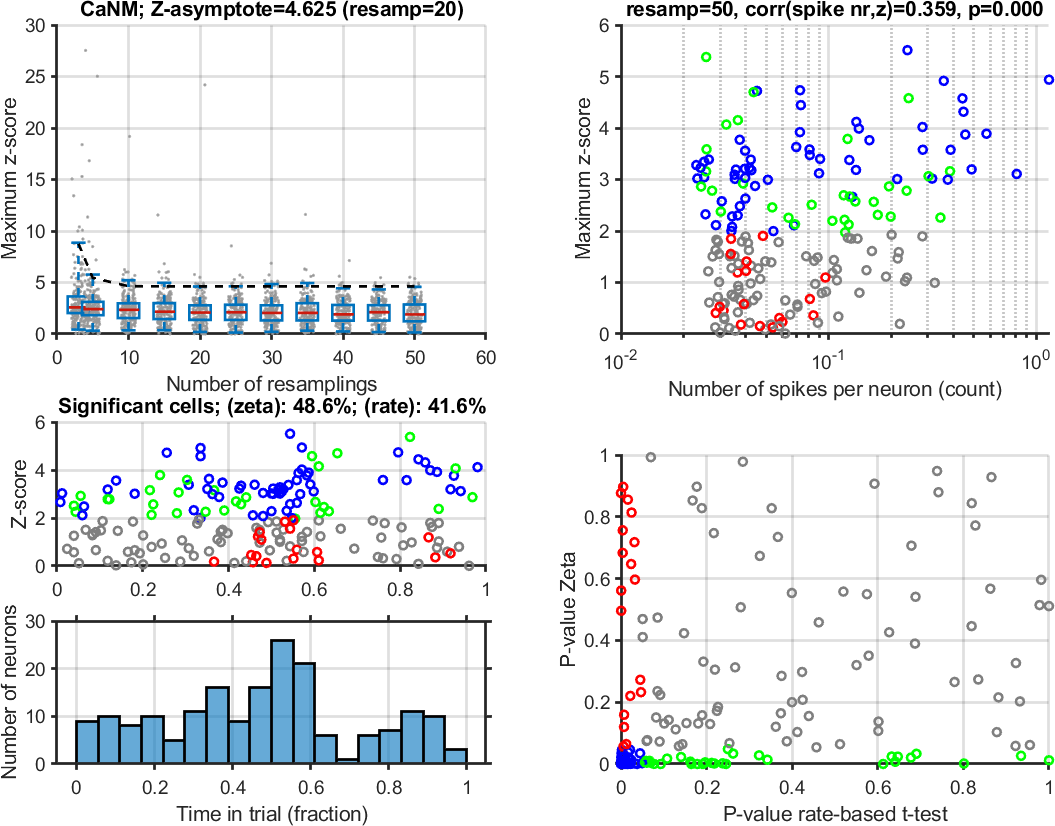 CaNM; Z-asymptote=4.625 (resamp=20)
Maximum z-score
30
25
20
15
10
5
0
0 10 20 30 40 50 60
Number of resamplings
resamp=50, corr(spike nr,z)=0.359, p=0.000
Maximum z-score
6
5
4
3
2
1
0
10-2 10-1 100
Number of spikes per neuron (count)
Significant cells; (zeta): 48.6%; (rate): 41.6%
Z-score
6
4
2
0
0 0.2 0.4 0.6 0.8 1
Number of neurons
30
20
10
0
0 0.2 0.4 0.6 0.8 1
Time in trial (fraction)
P-value Zeta
1
0.8
0.6
0.4
0.2
0
0 0.2 0.4 0.6 0.8 1
P-value rate-based t-test